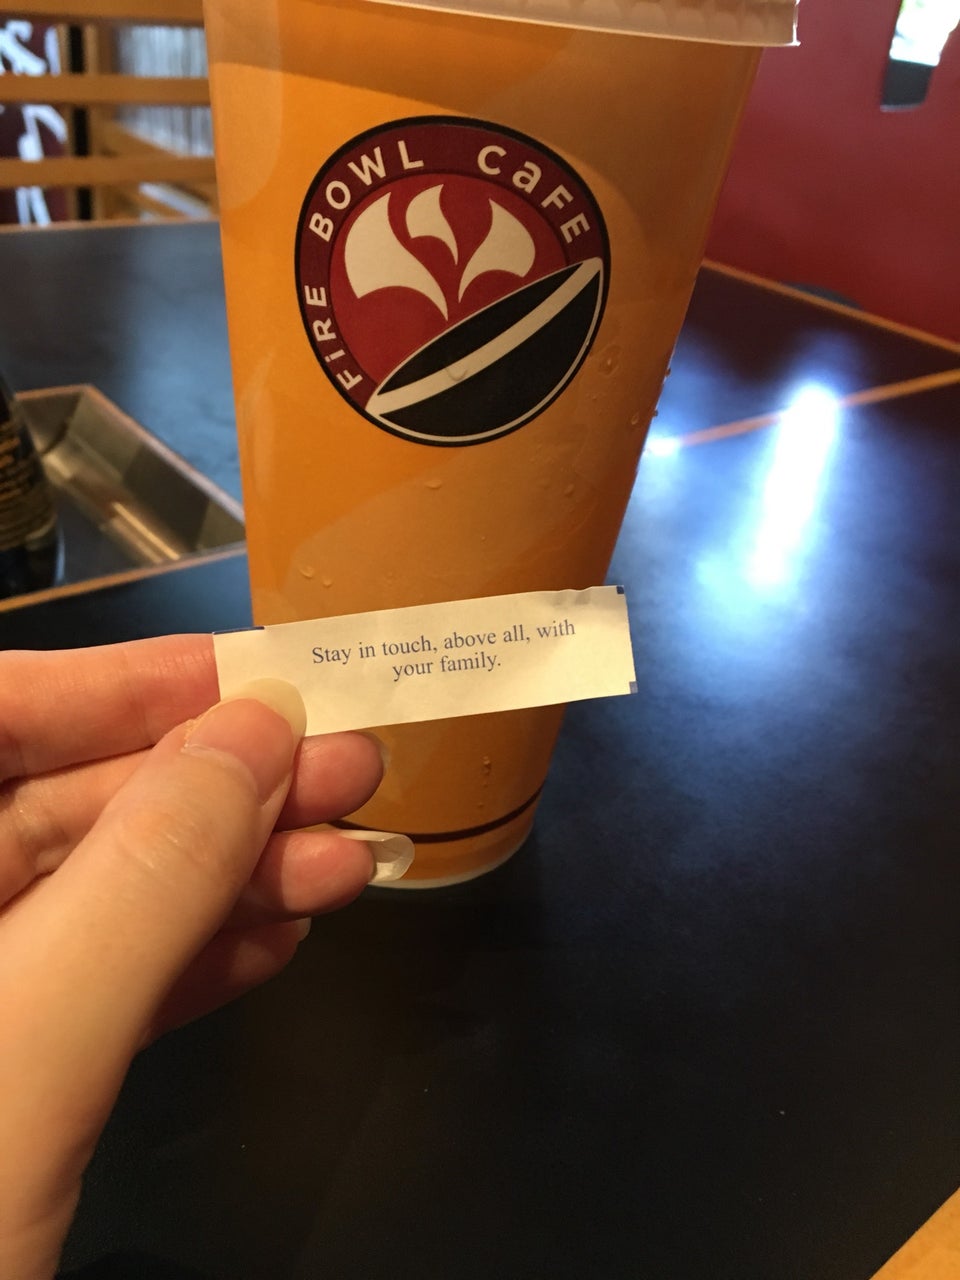 FiRE BOWL CaFE
Stay in touch, above all, with
your family.